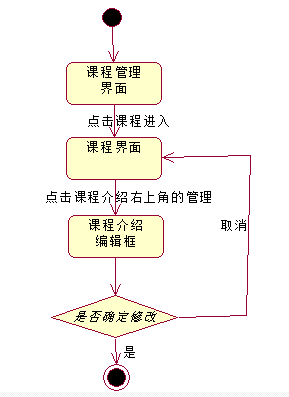 课程管理
界面
点击课程进入
课程界面
点击课程介绍右上角的管理
课程介绍
编辑框
取消
是否确定修改
是